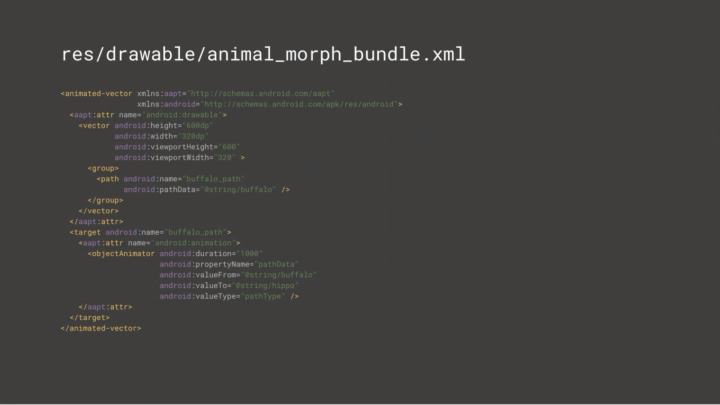 res/drawable/animal_morph_bundle.xml
<animated-vector xmlns:aapt="http://schemas.android.com/aapt"
xmlns:android="http://schemas.android.com/apk/res/android">
<aapt:attr name="android:drawable">
<vector android:height="600dp"
android:width="320dp"
android:viewportHeight="600"
android:viewportWidth="320" >
<group>
<path android:name="buffalo_path"
android:pathData="@string/buffalo" />
</group>
</vector>
</aapt:attr>
<target android:name="buffalo_path">
<aapt:attr name="android:animation">
<objectAnimator android:duration="1000"
android:propertyName="pathData"
android:valueFrom="@string/buffalo"
android:valueTo="@string/hippo"
android:valueType="pathType" />
</aapt:attr>
</target>
</animated-vector>